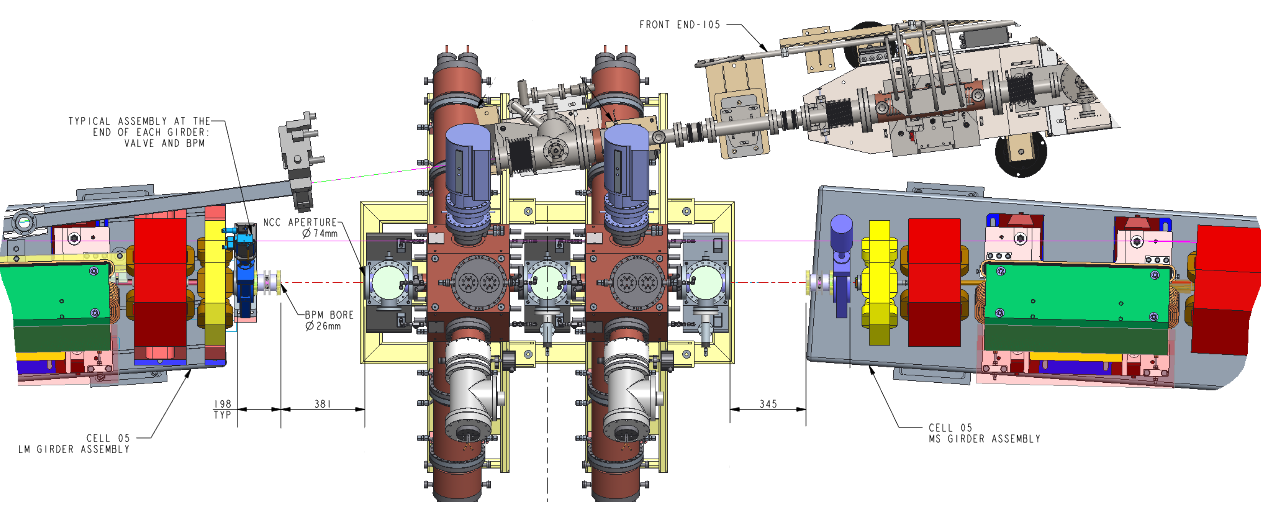 FRONT END-105
TYPICAL ASSEMBLY AT THE
END OF EACH GIRDER:
VALVE AND BPM
NCC APERTURE
Ø74mm
BPM BORE
Ø26mm
198
TYP
381
345
CELL 05
LM GIRDER ASSEMBLY
CELL 05
MS GIRDER ASSEMBLY